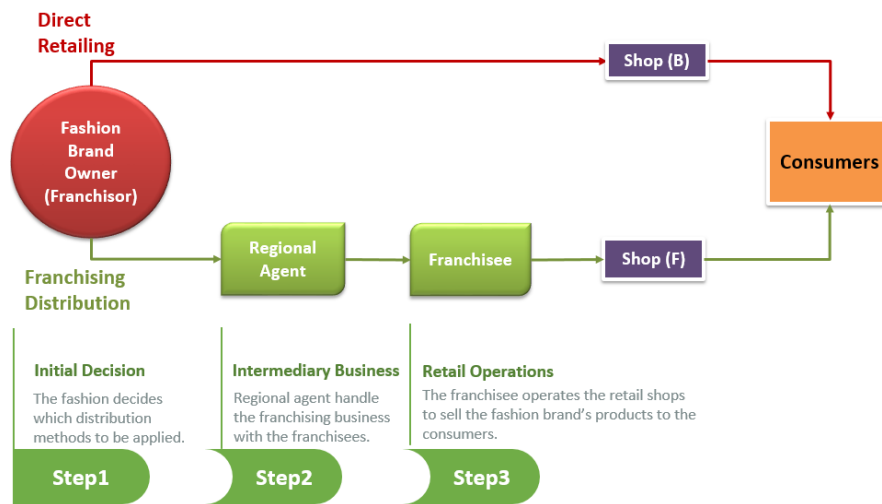 Direct
Retailing
Shop (B)
Fashion
Brand
Owner
(Franchisor)
Consumers
Regional
Agent
Franchisee
Shop (F)
Franchising
Distribution
Initial Decision
The fashion decides
which distribution
methods to be applied.
Intermediary Business
Regional agent handle
the franchising business
with the franchisees.
Retail Operations
The franchisee operates the retail shops
to sell the fashion brand's products to the
consumers.
Step1
Step2
Step3